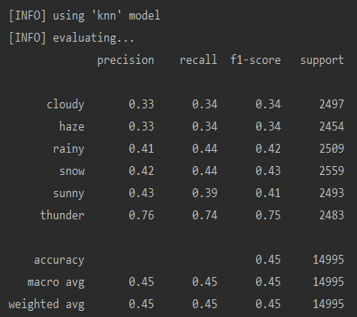 [INFO] using 'knn' model
[INFO] evaluating...
precision recall f1-score support
cloudy 0.33 0.34 0.34 2497
haze 0.33 0.34 0.34 2454
rainy 0.41 0.44 0.42 2509
snow 0.42 0.44 0.43 2559
sunny 0.43 0.39 0.41 2493
thunder 0.76 0.74 0.75 2483
accuracy 0.45 14995
macro avg 0.45 0.45 0.45 14995
weighted avg 0.45 0.45 0.45 14995